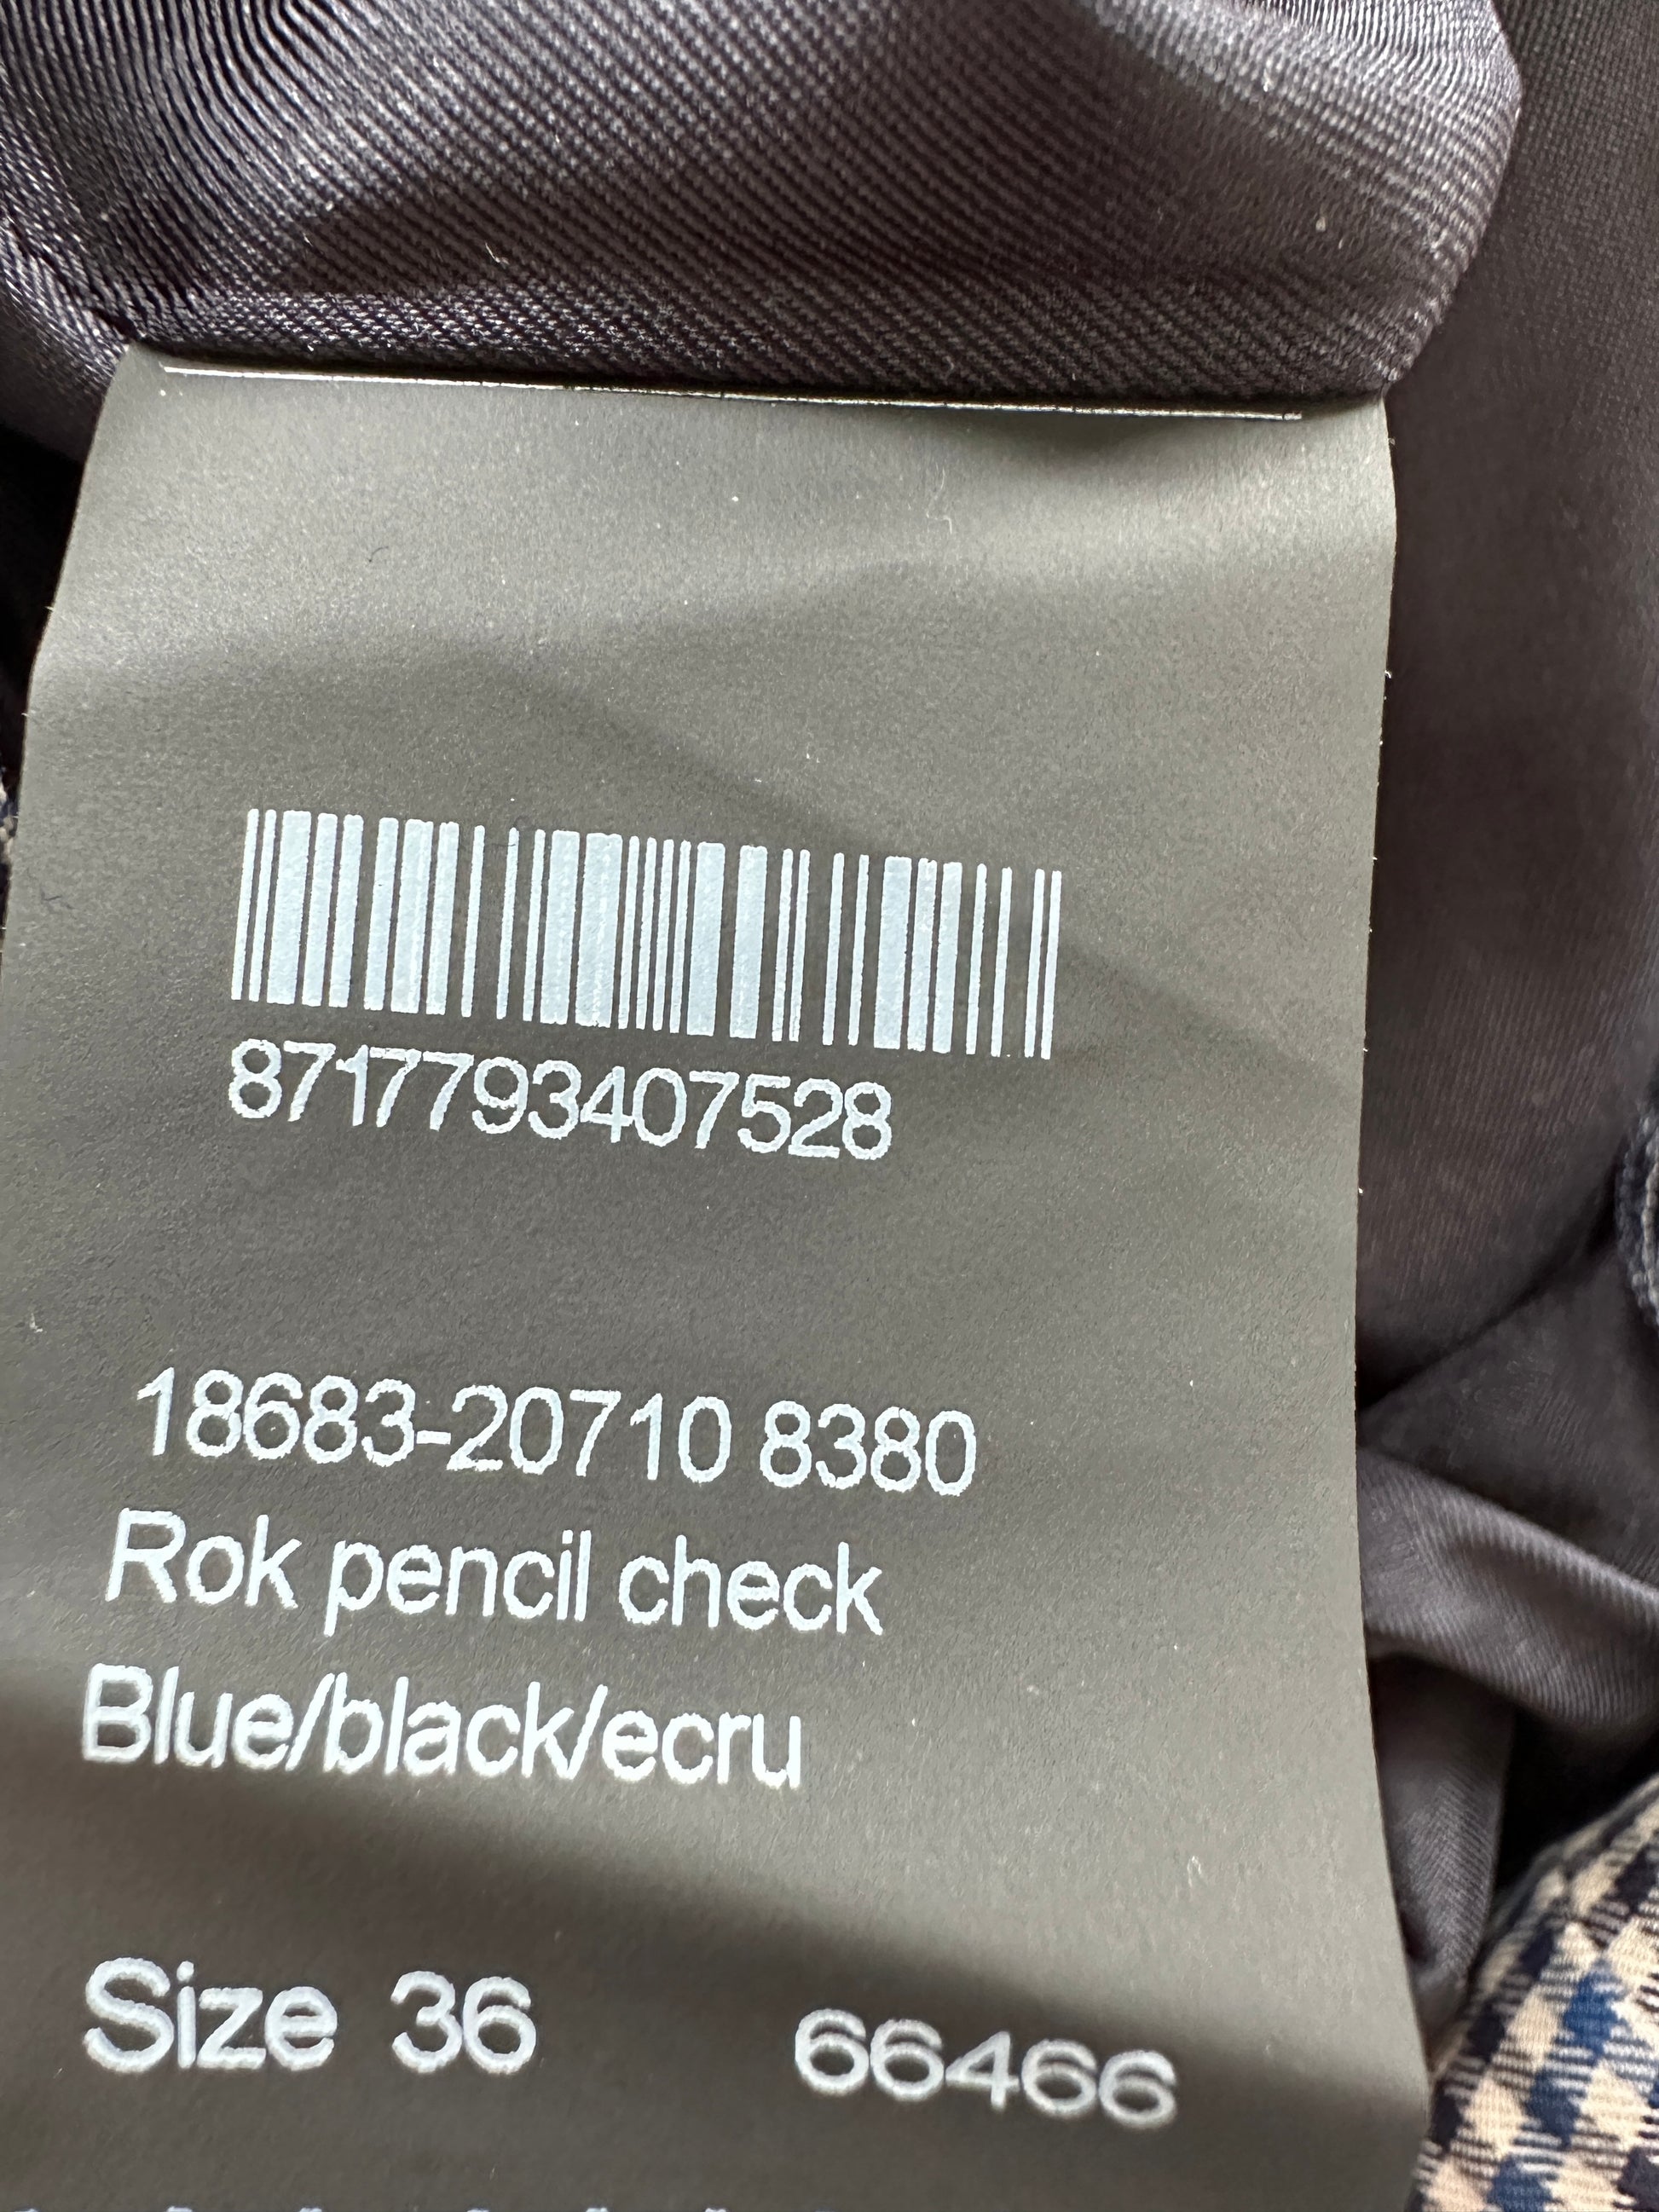 8717793407528
18683-20710 8380
Rok pencil check
Blue/black/ecru
Size 36 66466